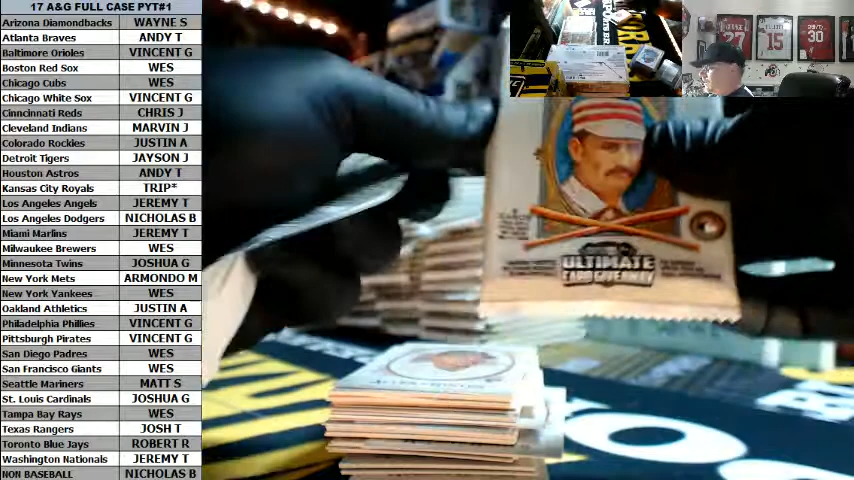 17 A&G FULL CASE PYT#1
Arizona Diamondbacks WAYNE S
Atlanta Braves ANDY T
Baltimore Orioles VINCENT G
Boston Red Sox WES
Chicago Cubs WES
Chicago White Sox VINCENT G
Cinncinnati Reds CHRIS J
Cleveland Indians MARVIN J
Colorado Rockies JUSTIN A
Detroit Tigers JAYSON J
Houston Astros ANDY T
Kansas City Royals TRIP*
Los Angeles Angels JEREMY T
Los Angeles Dodgers NICHOLAS B
Miami Marlins JEREMY T
Milwaukee Brewers WES
Minnesota Twins JOSHUA G
New York Mets ARMONDO M
New York Yankees WES
Oakland Athletics JUSTIN A
Philadelphia Phillies VINCENT G
Pittsburgh Pirates VINCENT G
San Diego Padres WES
San Francisco Giants WES
Seattle Mariners MATT S
St. Louis Cardinals JOSHUA G
Tampa Bay Rays WES
Texas Rangers JOSH T
Toronto Blue Jays ROBERT R
Washington Nationals JEREMY T
NON BASEBALL NICHOLAS B
27
15
30
ULTIMATE
CARD GIVEAWAY